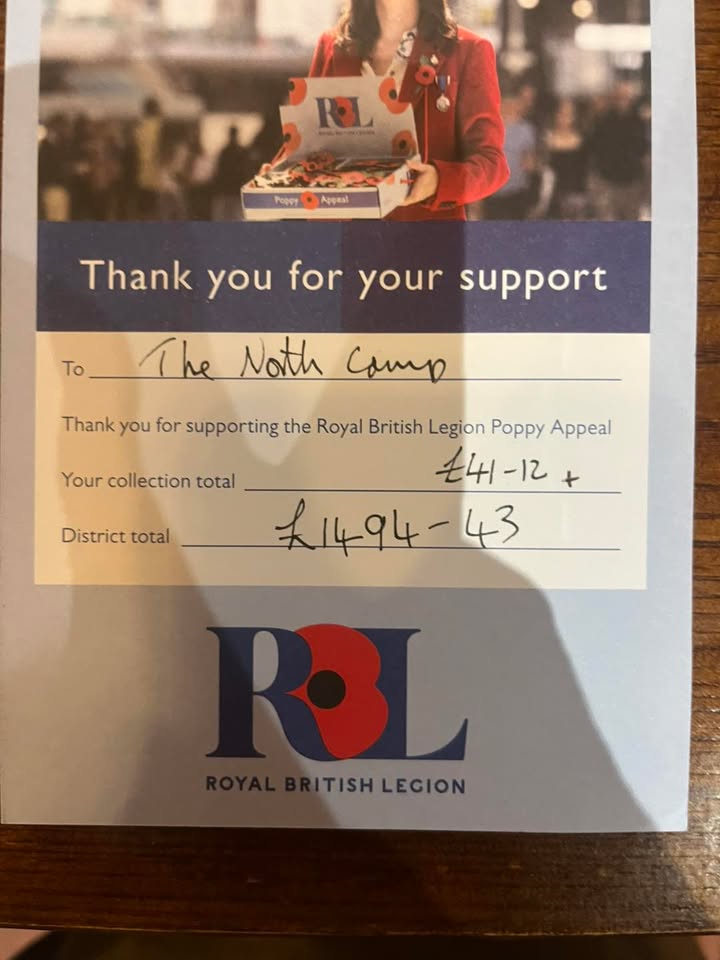 RBL
Poppy Appeal
Thank you for your support
To The North Camp
Thank you for supporting the Royal British Legion Poppy Appeal
Your collection total £41-12 +
District total £1494-43
RBL
ROYAL BRITISH LEGION